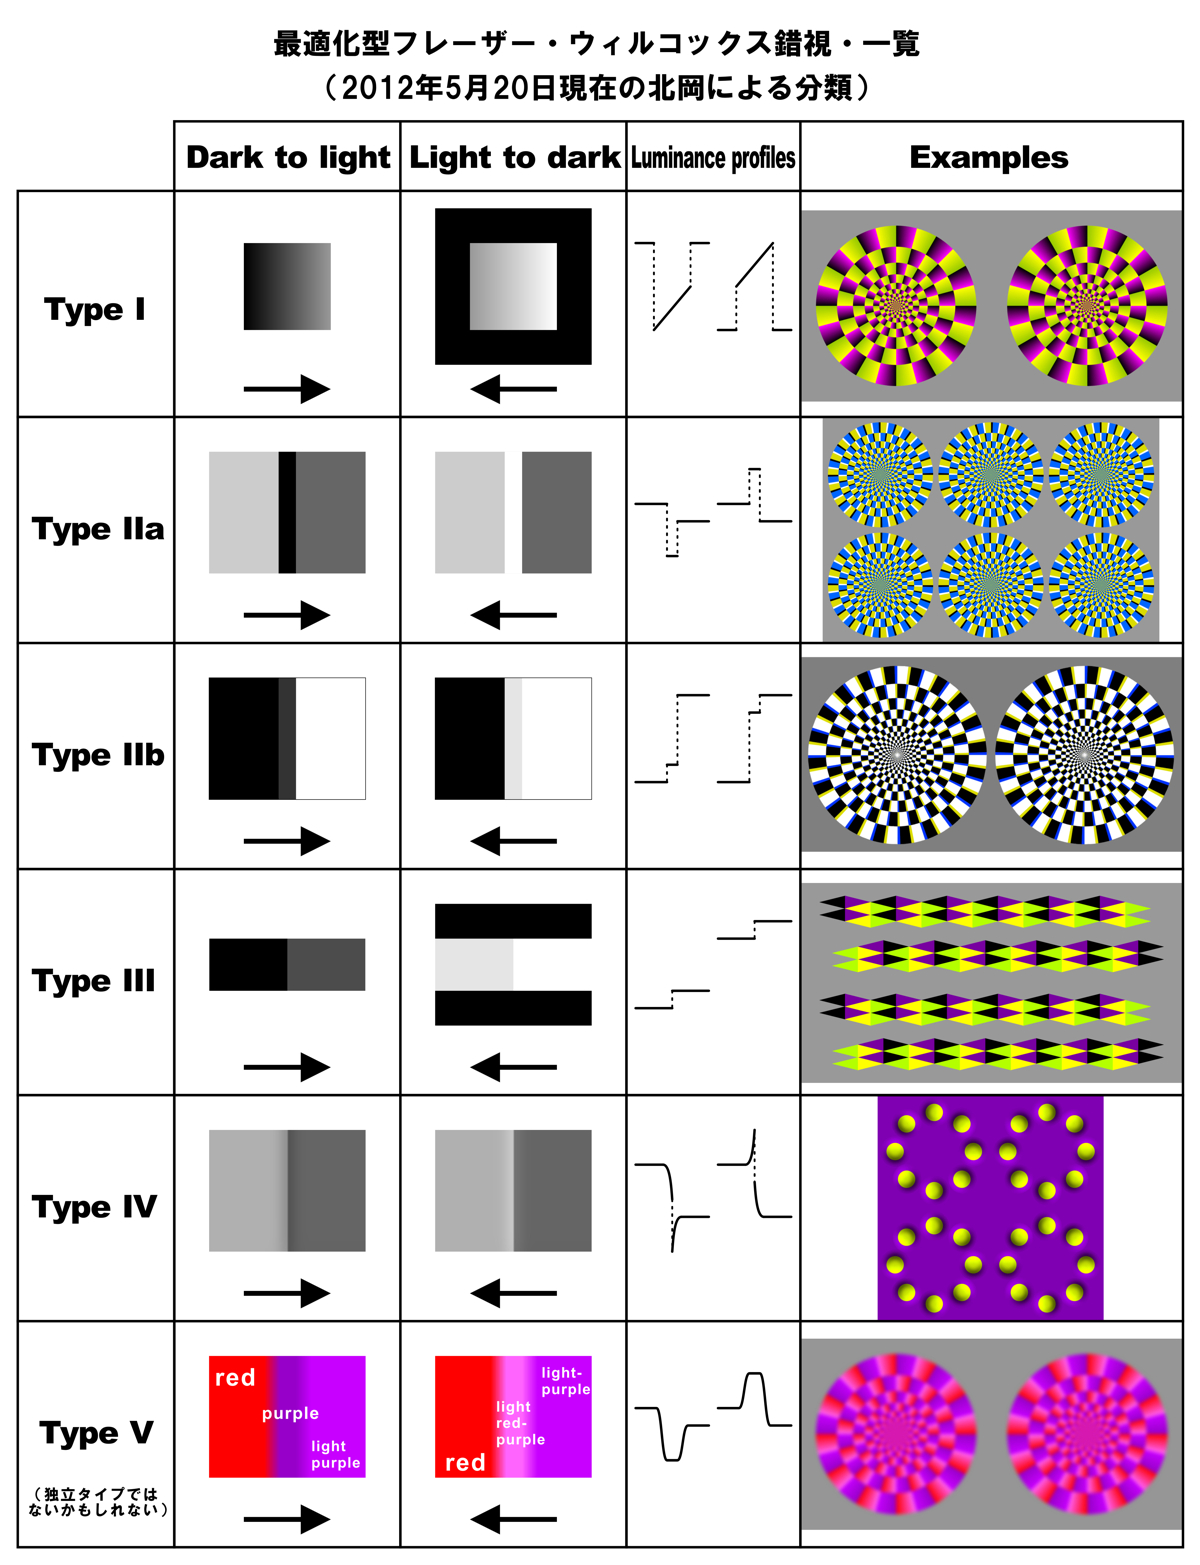 最適化型フレーザー・ウィルコックス錯視・一覧
（2012年5月20日現在の北岡による分類）
Dark to light
Light to dark
Luminance profiles
Examples
Type I
Type IIa
Type IIb
Type III
Type IV
Type V
（独立タイプでは
ないかもしれない）
red
purple
light
purple
light-
purple
light
red-
purple
red